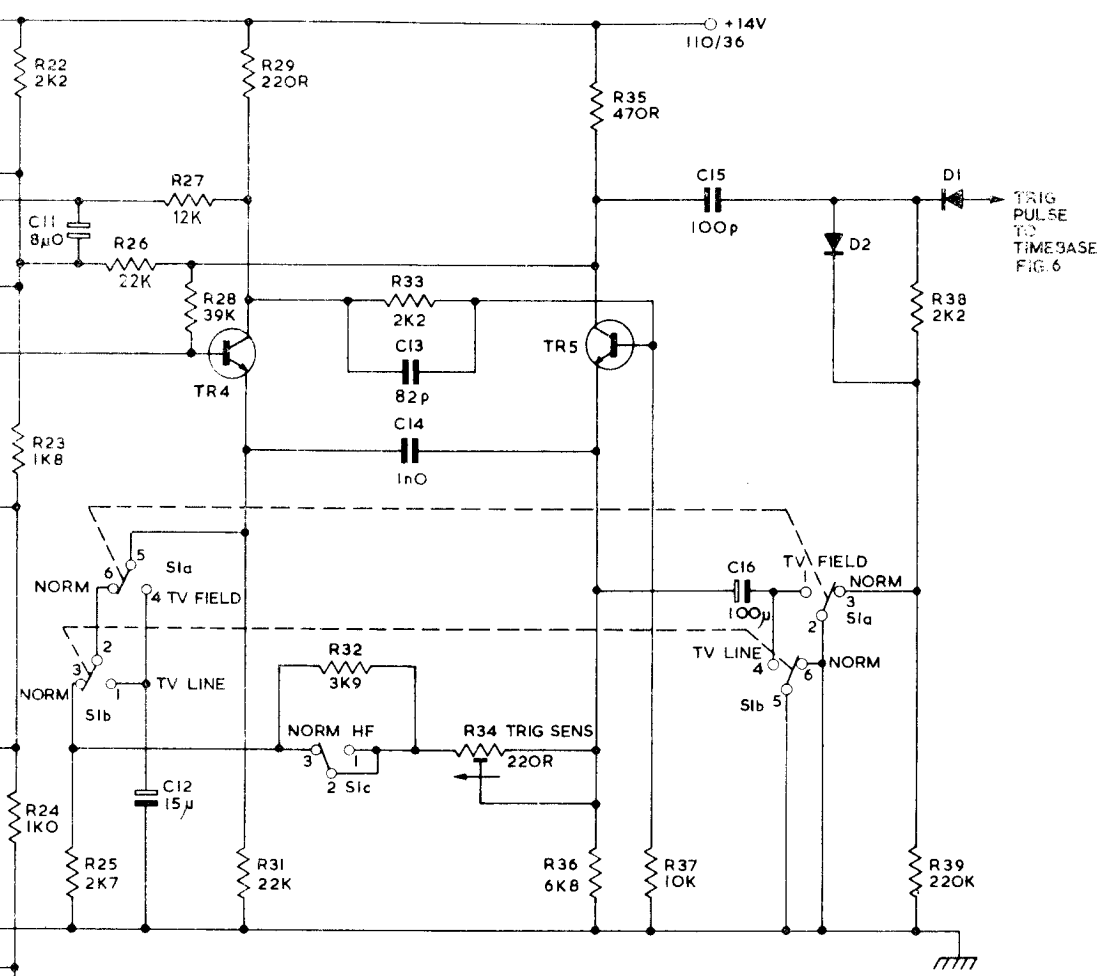 +14V
110/36
R22
2K2
R29
220R
R35
470R
R27
12K
C15
100p
D1
TRIG
PULSE
TO
TIMEBASE
FIG.6
C11
8µO
R26
22K
D2
R28
39K
R33
2K2
R38
2K2
C13
82p
TR4
TR5
C14
1nO
R23
1K8
5
6
S1a
NORM
4 TV FIELD
C16
100µ
TV FIELD
1
NORM
3
2
S1a
2
3
NORM
1
TV LINE
S1b
R32
3K9
TV LINE
4
6
NORM
S1b
5
NORM HF
3
1
2 S1c
R34 TRIG SENS
220R
C12
15µ
R24
1KO
R25
2K7
R31
22K
R36
6K8
R37
10K
R39
220K